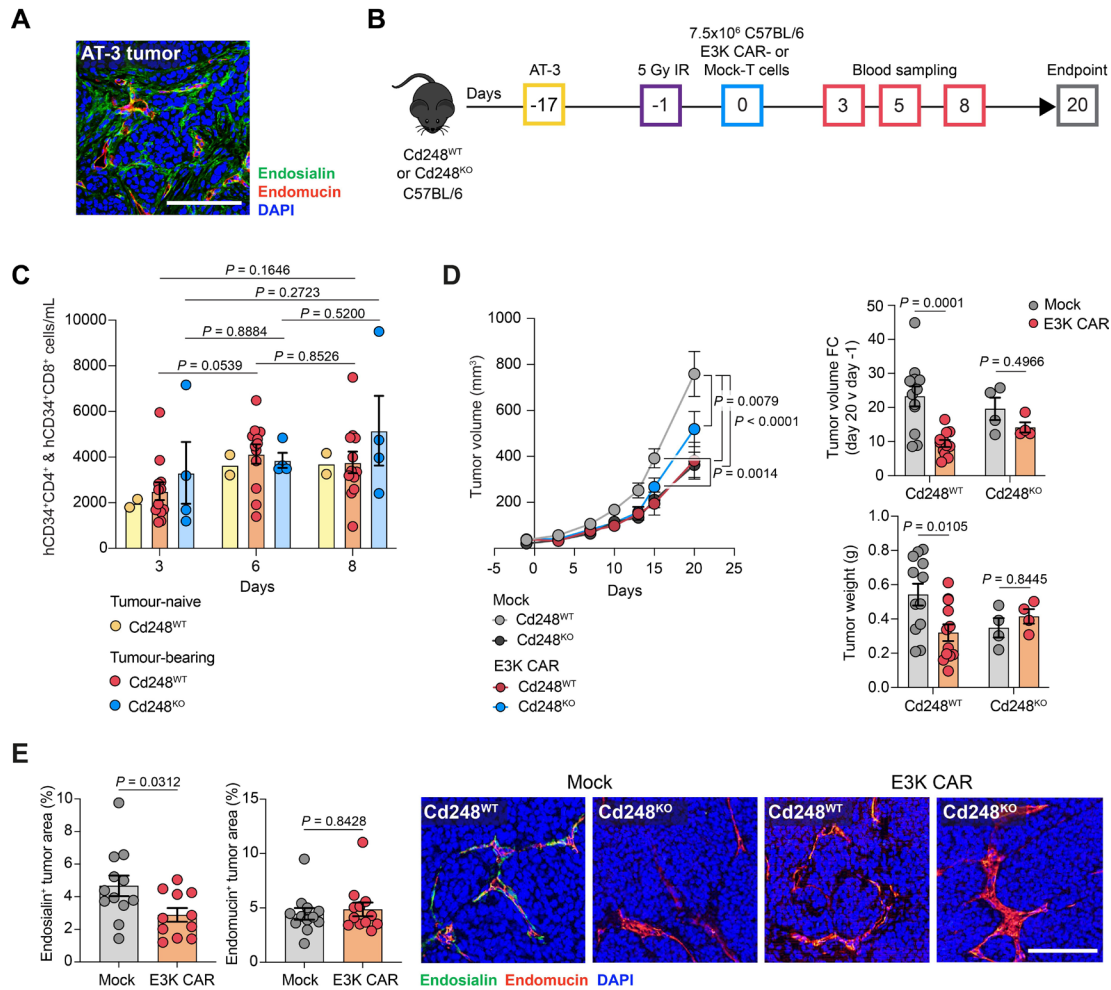 A
AT-3 tumor
Endosialin
Endomucin
DAPI
B
7.5x10⁶ C57BL/6
E3K CAR- or
Mock-T cells
AT-3
5 Gy IR
Blood sampling
Endpoint
Days
-17
-1
0
3
5
8
20
Cd248ᵂᵀ
or Cd248ᴷᴼ
C57BL/6
C
P = 0.1646
P = 0.2723
P = 0.5200
P = 0.8884
P = 0.8526
P = 0.0539
hCD34⁺CD4⁺ & hCD34⁺CD8⁺ cells/mL
10000
8000
6000
4000
2000
0
3
6
8
Days
Tumour-naive
Cd248ᵂᵀ
Tumour-bearing
Cd248ᵂᵀ
Cd248ᴷᴼ
D
Tumor volume (mm³)
1000
800
600
400
200
0
-5
0
5
10
15
20
25
Days
P = 0.0079
P < 0.0001
P = 0.0014
Mock
Cd248ᵂᵀ
Cd248ᴷᴼ
E3K CAR
Cd248ᵂᵀ
Cd248ᴷᴼ
Tumor volume FC
(day 20 v day -1)
50
40
30
20
10
0
P = 0.0001
P = 0.4966
Mock
E3K CAR
Cd248ᵂᵀ
Cd248ᴷᴼ
Tumor weight (g)
1.0
0.8
0.6
0.4
0.2
0.0
P = 0.0105
P = 0.8445
Cd248ᵂᵀ
Cd248ᴷᴼ
E
Endosialin⁺ tumor area (%)
10
8
6
4
2
0
P = 0.0312
Mock
E3K CAR
Endomucin⁺ tumor area (%)
15
10
5
0
P = 0.8428
Mock
E3K CAR
Mock
E3K CAR
Cd248ᵂᵀ
Cd248ᴷᴼ
Cd248ᵂᵀ
Cd248ᴷᴼ
Endosialin Endomucin DAPI